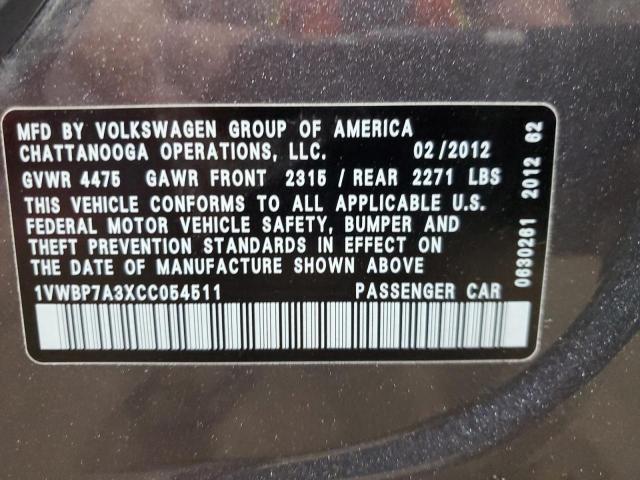 MFD BY VOLKSWAGEN GROUP OF AMERICA
CHATTANOOGA OPERATIONS, LLC. 02/2012
GVWR 4475 GAWR FRONT 2315 / REAR 2271 LBS
THIS VEHICLE CONFORMS TO ALL APPLICABLE U.S.
FEDERAL MOTOR VEHICLE SAFETY, BUMPER AND
THEFT PREVENTION STANDARDS IN EFFECT ON
THE DATE OF MANUFACTURE SHOWN ABOVE
1VWBP7A3XCC054511 PASSENGER CAR
0630261 2012 62